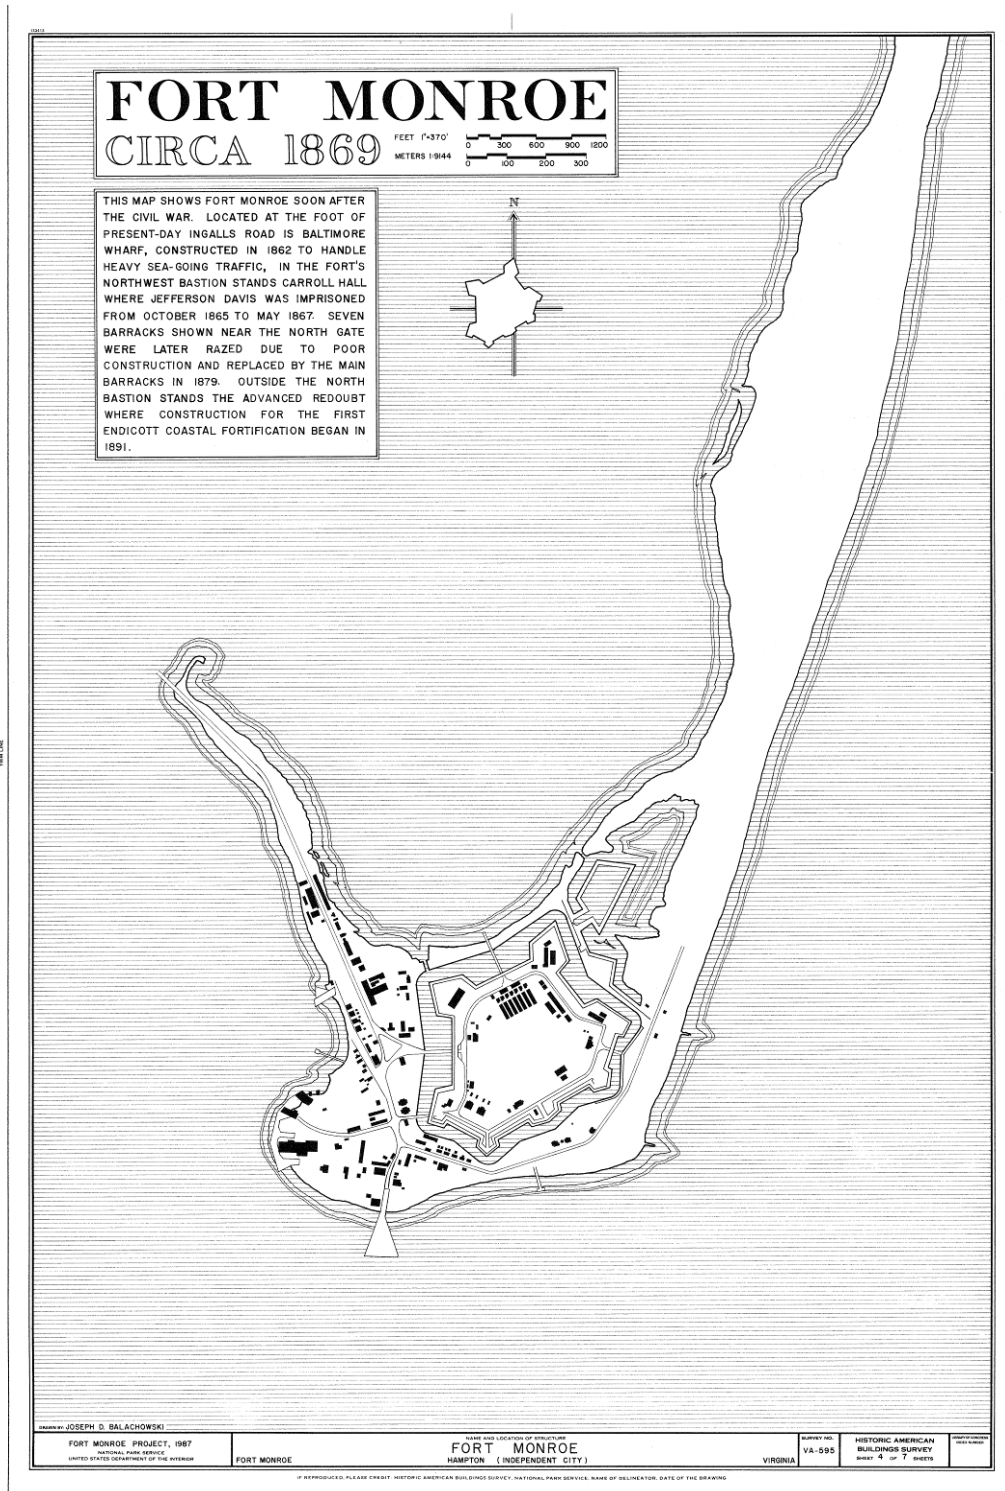 FORT MONROE
CIRCA 1869
FEET 1"=370'
0 300 600 900 1200
METERS 1:9144
0 100 200 300
THIS MAP SHOWS FORT MONROE SOON AFTER
THE CIVIL WAR. LOCATED AT THE FOOT OF
PRESENT-DAY INGALLS ROAD IS BALTIMORE
WHARF, CONSTRUCTED IN 1862 TO HANDLE
HEAVY SEA-GOING TRAFFIC, IN THE FORT'S
NORTHWEST BASTION STANDS CARROLL HALL
WHERE JEFFERSON DAVIS WAS IMPRISONED
FROM OCTOBER 1865 TO MAY 1867. SEVEN
BARRACKS SHOWN NEAR THE NORTH GATE
WERE LATER RAZED DUE TO POOR
CONSTRUCTION AND REPLACED BY THE MAIN
BARRACKS IN 1879. OUTSIDE THE NORTH
BASTION STANDS THE ADVANCED REDOUBT
WHERE CONSTRUCTION FOR THE FIRST
ENDICOTT COASTAL FORTIFICATION BEGAN IN
1891.
N
TRIM LINE
DRAWN BY: JOSEPH D. BALACHOWSKI
FORT MONROE PROJECT, 1987
NATIONAL PARK SERVICE
UNITED STATES DEPARTMENT OF THE INTERIOR
FORT MONROE
NAME AND LOCATION OF STRUCTURE
FORT MONROE
HAMPTON (INDEPENDENT CITY)
VIRGINIA
SURVEY NO.
VA-595
HISTORIC AMERICAN
BUILDINGS SURVEY
SHEET 4 OF 7 SHEETS
LIBRARY OF CONGRESS
INDEX NUMBER
IF REPRODUCED, PLEASE CREDIT: HISTORIC AMERICAN BUILDINGS SURVEY, NATIONAL PARK SERVICE, NAME OF DELINEATOR, DATE OF THE DRAWING